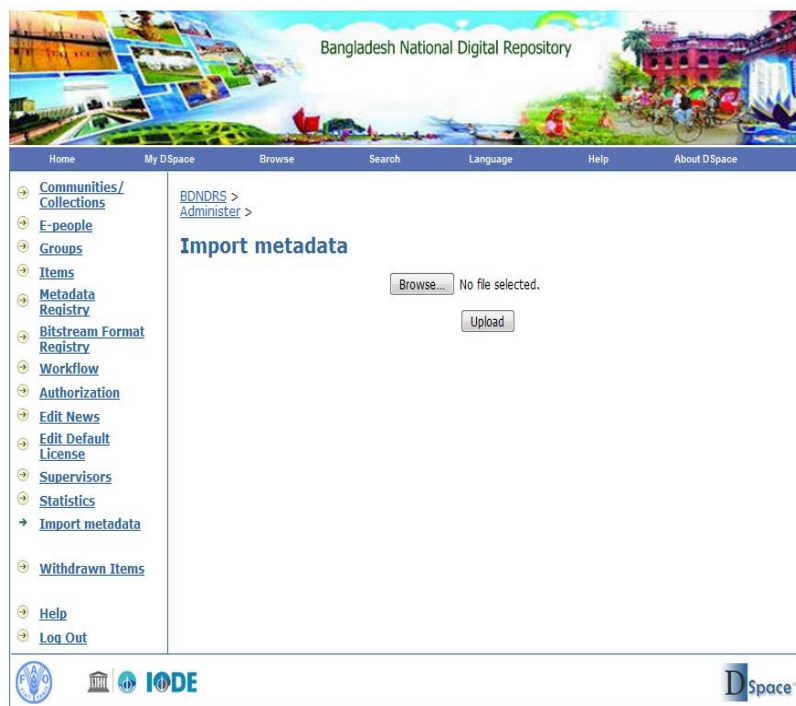 Bangladesh National Digital Repository
Home My DSpace Browse Search Language Help About DSpace
Communities/
Collections
E-people
Groups
Items
Metadata
Registry
Bitstream Format
Registry
Workflow
Authorization
Edit News
Edit Default
License
Supervisors
Statistics
Import metadata
Withdrawn Items
Help
Log Out
BDNDRS >
Administer >
Import metadata
Browse... No file selected.
Upload
FAO
IODE
DSpace